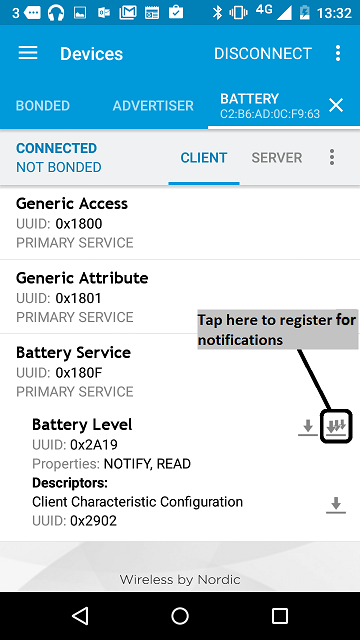 3 4G 13:32
Devices DISCONNECT
BONDED ADVERTISER BATTERY
C2:B6:AD:0C:F9:63
CONNECTED
NOT BONDED CLIENT SERVER
Generic Access
UUID: 0x1800
PRIMARY SERVICE
Generic Attribute
UUID: 0x1801
PRIMARY SERVICE
Tap here to register for
notifications
Battery Service
UUID: 0x180F
PRIMARY SERVICE
Battery Level
UUID: 0x2A19
Properties: NOTIFY, READ
Descriptors:
Client Characteristic Configuration
UUID: 0x2902
Wireless by Nordic